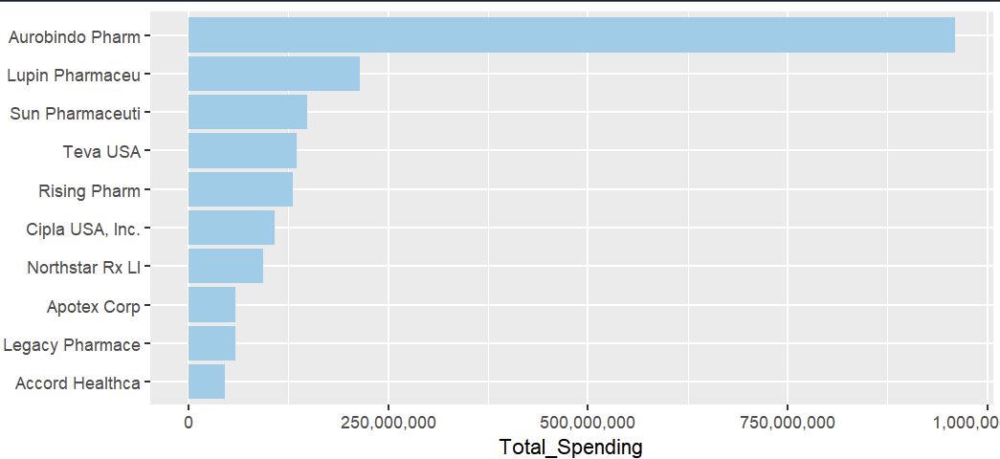 Aurobindo Pharm
Lupin Pharmaceu
Sun Pharmaceuti
Teva USA
Rising Pharm
Cipla USA, Inc.
Northstar Rx Ll
Apotex Corp
Legacy Pharmace
Accord Healthca
0 250,000,000 500,000,000 750,000,000 1,000,00
Total_Spending